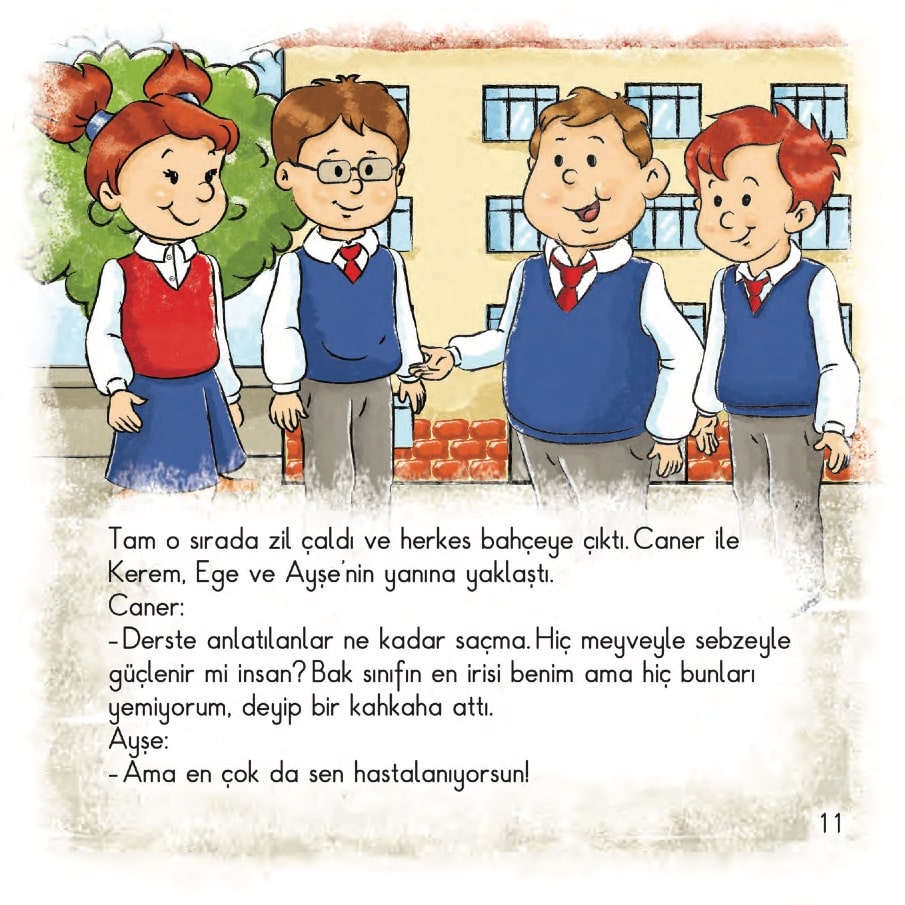 Tam o sırada zil çaldı ve herkes bahçeye çıktı. Caner ile
Kerem, Ege ve Ayşe'nin yanına yaklaştı.
Caner:
-Derste anlatılanlar ne kadar saçma. Hiç meyveyle sebzeyle
güçlenir mi insan? Bak sınıfın en irisi benim ama hiç bunları
yemiyorum, deyip bir kahkaha attı.
Ayşe:
-Ama en çok da sen hastalanıyorsun!
11